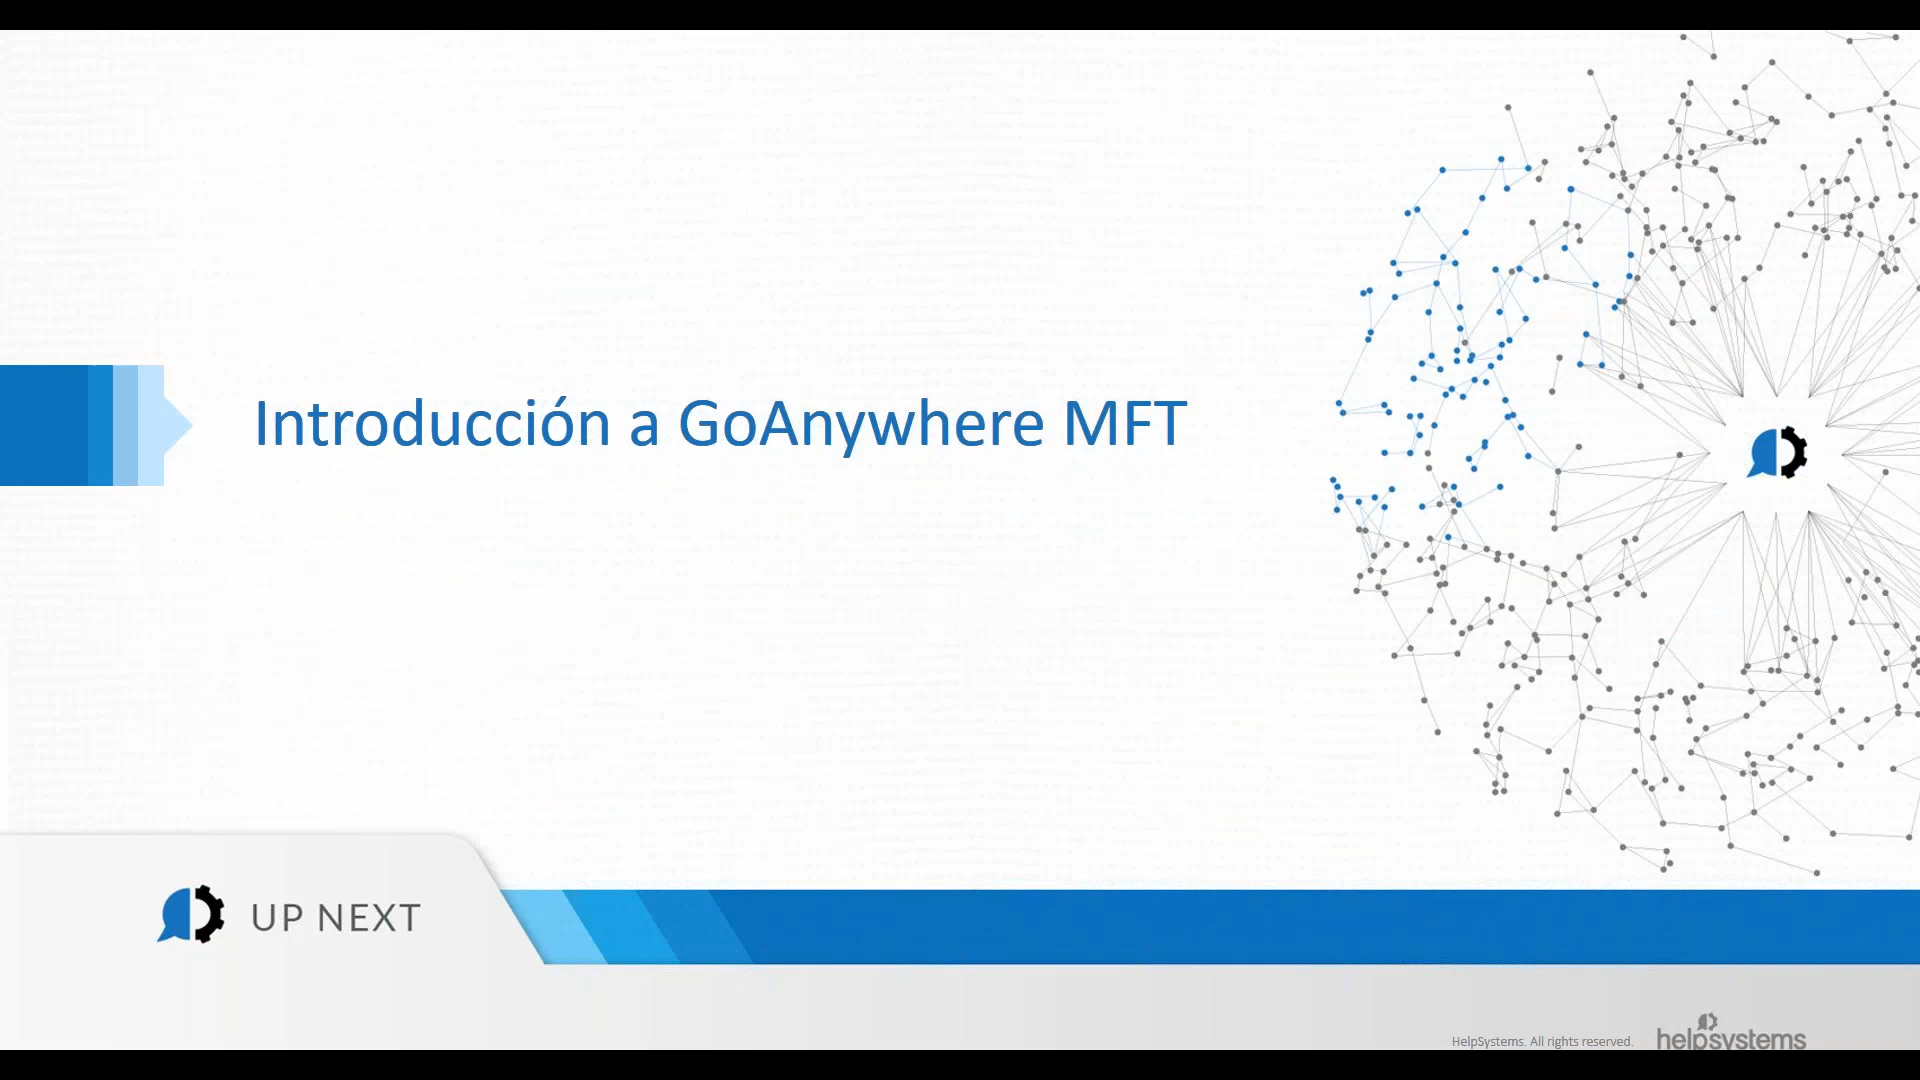 Introducción a GoAnywhere MFT
UP NEXT
HelpSystems. All rights reserved.
helpsystems